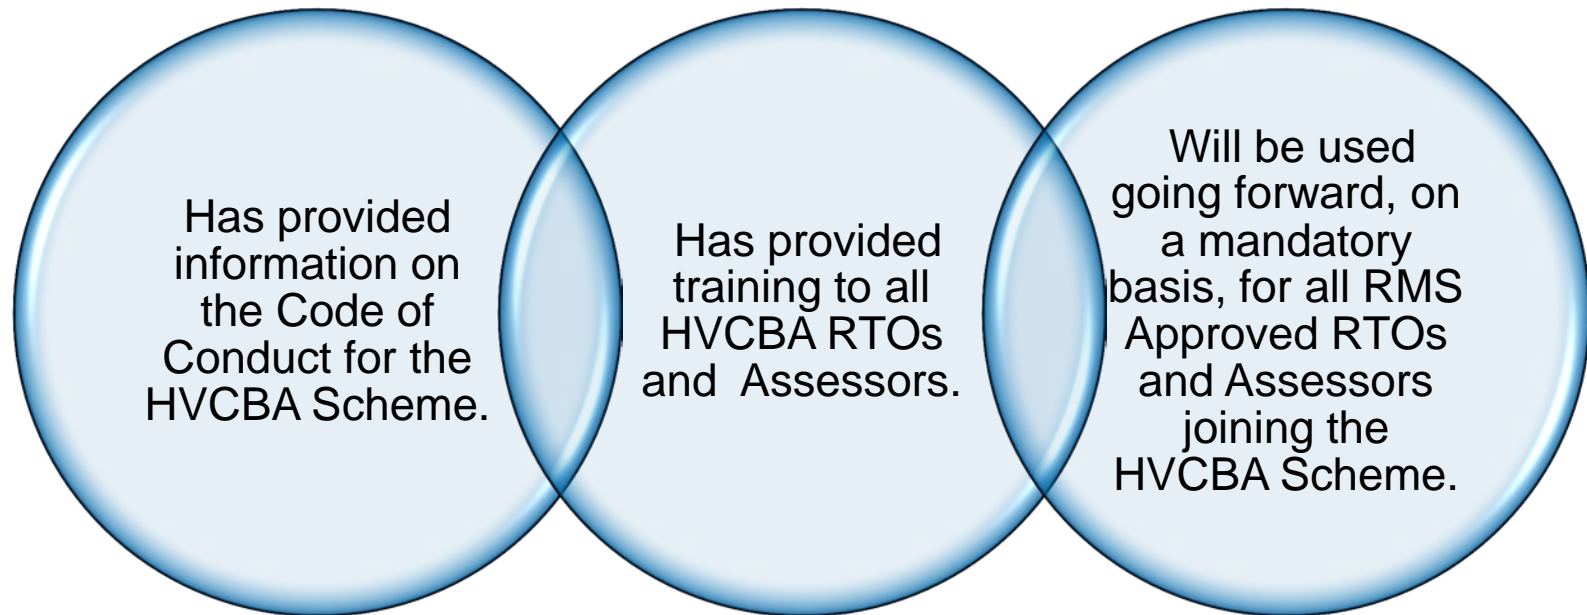 Has provided
information on
the Code of
Conduct for the
HVCBA Scheme.
Has provided
training to all
HVCBA RTOs
and  Assessors.
Will be used
going forward, on
a mandatory
basis, for all RMS
Approved RTOs
and Assessors
joining the
HVCBA Scheme.